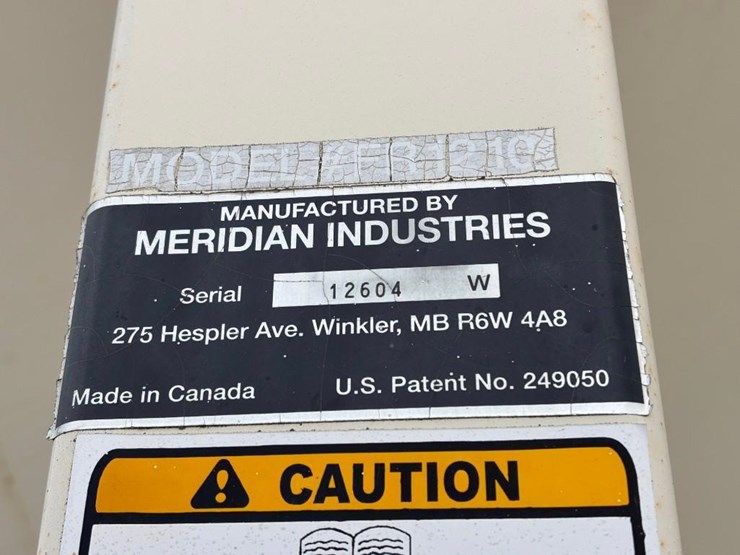 MODEL #FR1210
MANUFACTURED BY
MERIDIAN INDUSTRIES
Serial 12604 W
275 Hespler Ave. Winkler, MB R6W 4A8
Made in Canada U.S. Patent No. 249050
CAUTION